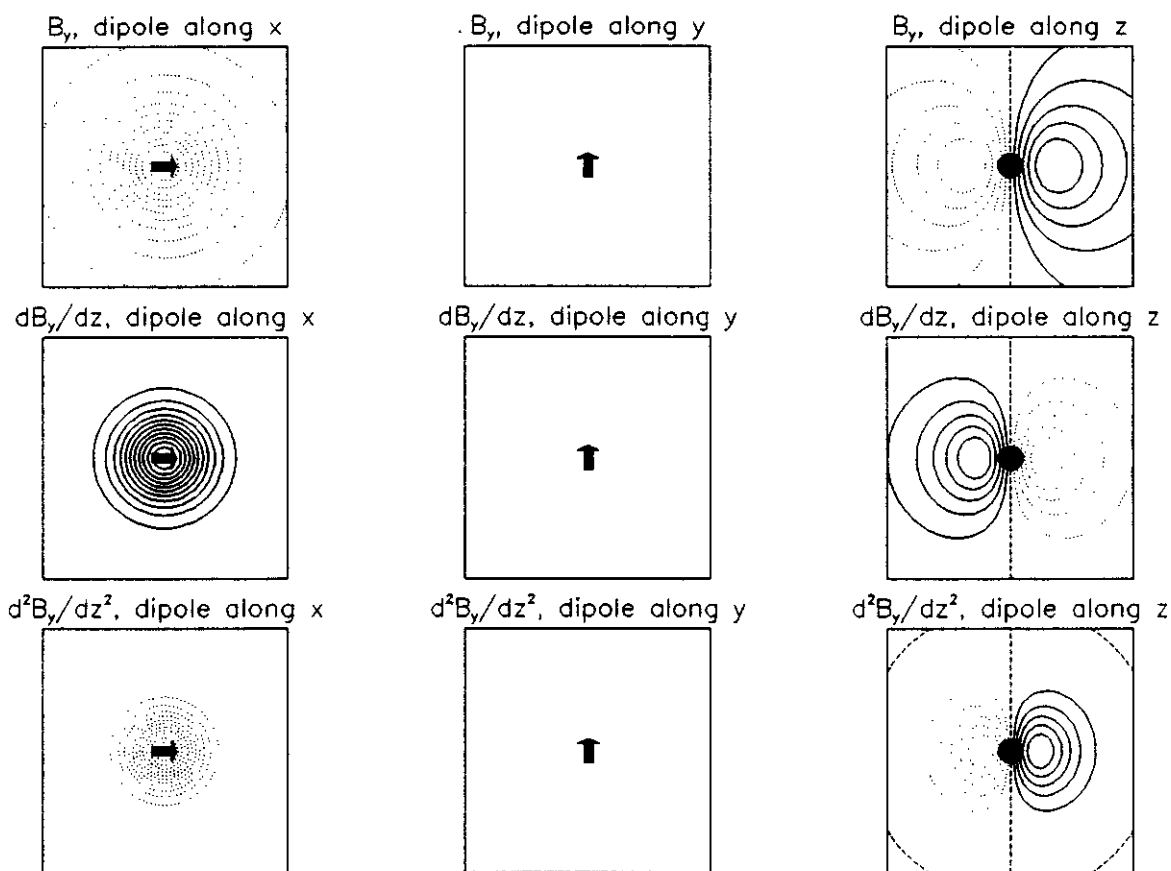 B_y, dipole along x
B_y, dipole along y
B_y, dipole along z
dB_y/dz, dipole along x
dB_y/dz, dipole along y
dB_y/dz, dipole along z
d²B_y/dz², dipole along x
d²B_y/dz², dipole along y
d²B_y/dz², dipole along z